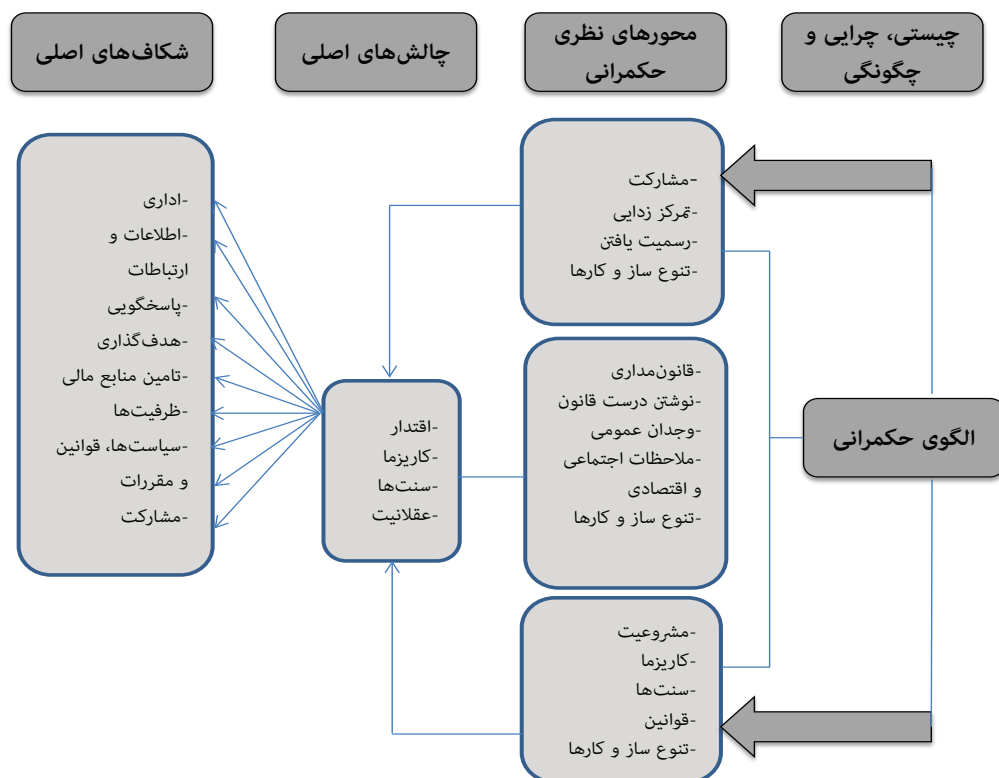 چیستی، چرایی و
چگونگی
محورهای نظری
حکمرانی
چالش‌های اصلی
شکاف‌های اصلی
الگوی حکمرانی
-مشارکت
-تمرکز زدایی
-رسمیت یافتن
-تنوع ساز و کارها
-قانون‌مداری
-نوشتن درست قانون
-وجدان عمومی
-ملاحظات اجتماعی
و اقتصادی
-تنوع ساز و کارها
-مشروعیت
-کاریزما
-سنت‌ها
-قوانین
-تنوع ساز و کارها
-اقتدار
-کاریزما
-سنت‌ها
-عقلانیت
-اداری
-اطلاعات و
ارتباطات
-پاسخگویی
-هدف‌گذاری
-تامین منابع مالی
-ظرفیت‌ها
-سیاست‌ها، قوانین
و مقررات
-مشارکت